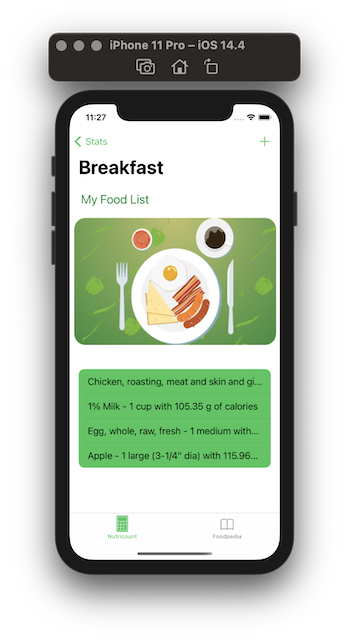 iPhone 11 Pro – iOS 14.4
11:27
Stats
Breakfast
My Food List
Chicken, roasting, meat and skin and gi...
1% Milk - 1 cup with 105.35 g of calories
Egg, whole, raw, fresh - 1 medium with...
Apple - 1 large (3-1/4" dia) with 115.96...
Nutricount
Foodpedia